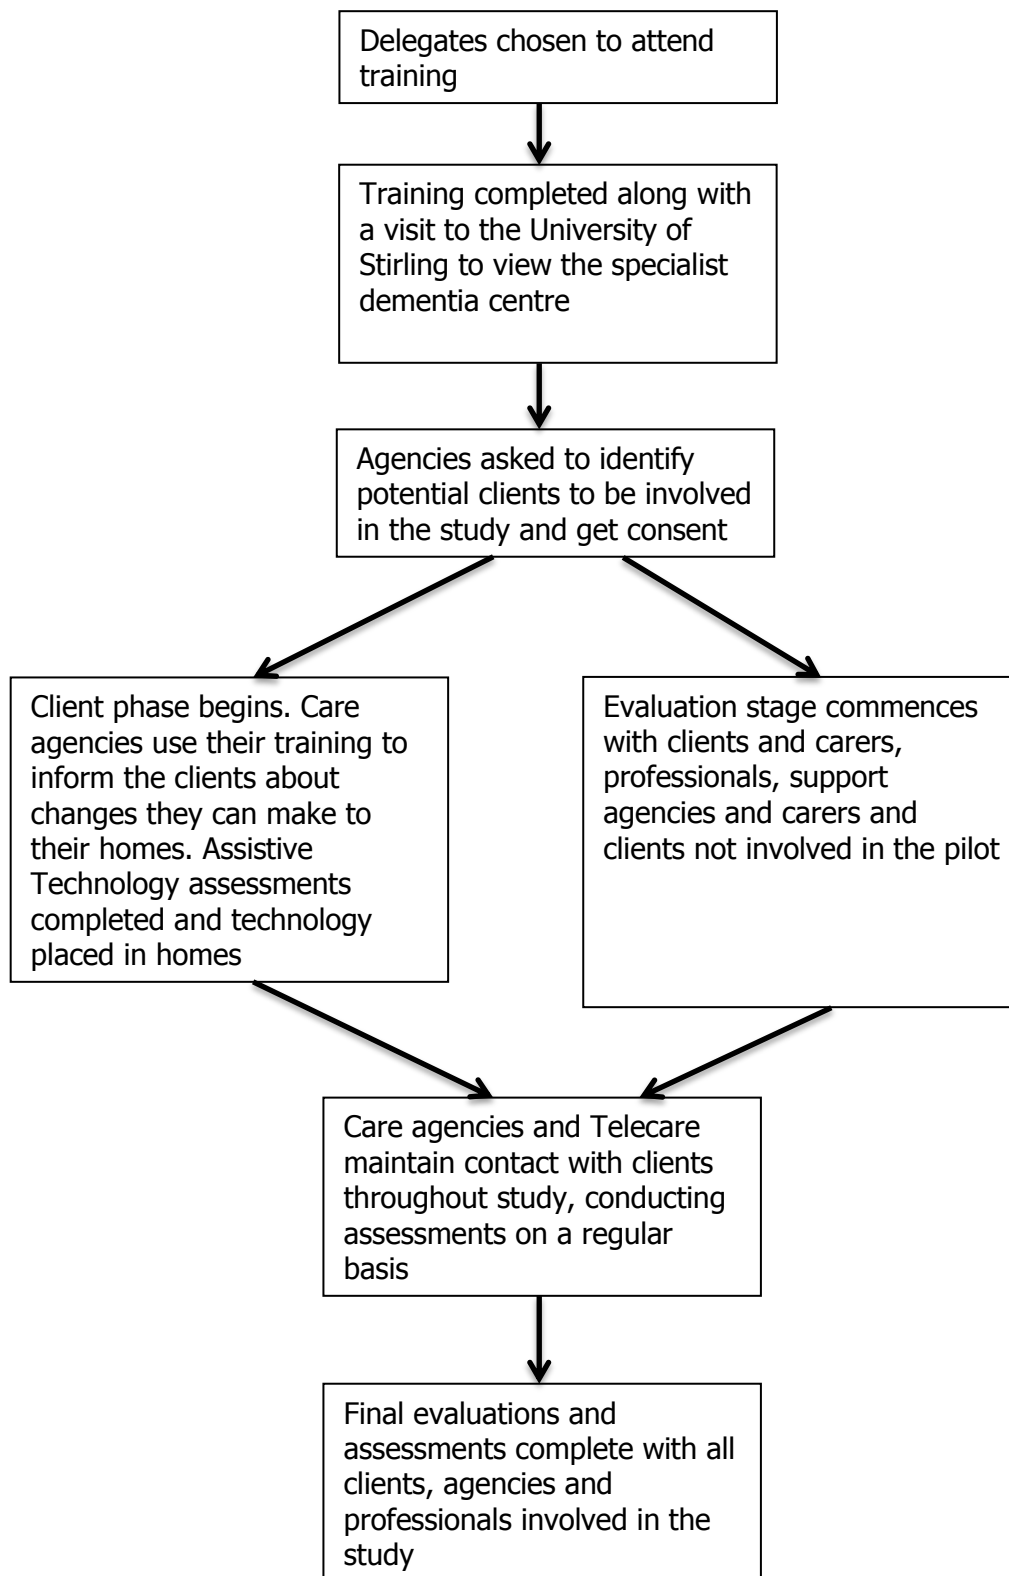 Delegates chosen to attend
training
Training completed along with
a visit to the University of
Stirling to view the specialist
dementia centre
Agencies asked to identify
potential clients to be involved
in the study and get consent
Client phase begins. Care
agencies use their training to
inform the clients about
changes they can make to
their homes. Assistive
Technology assessments
completed and technology
placed in homes
Evaluation stage commences
with clients and carers,
professionals, support
agencies and carers and
clients not involved in the pilot
Care agencies and Telecare
maintain contact with clients
throughout study, conducting
assessments on a regular
basis
Final evaluations and
assessments complete with all
clients, agencies and
professionals involved in the
study